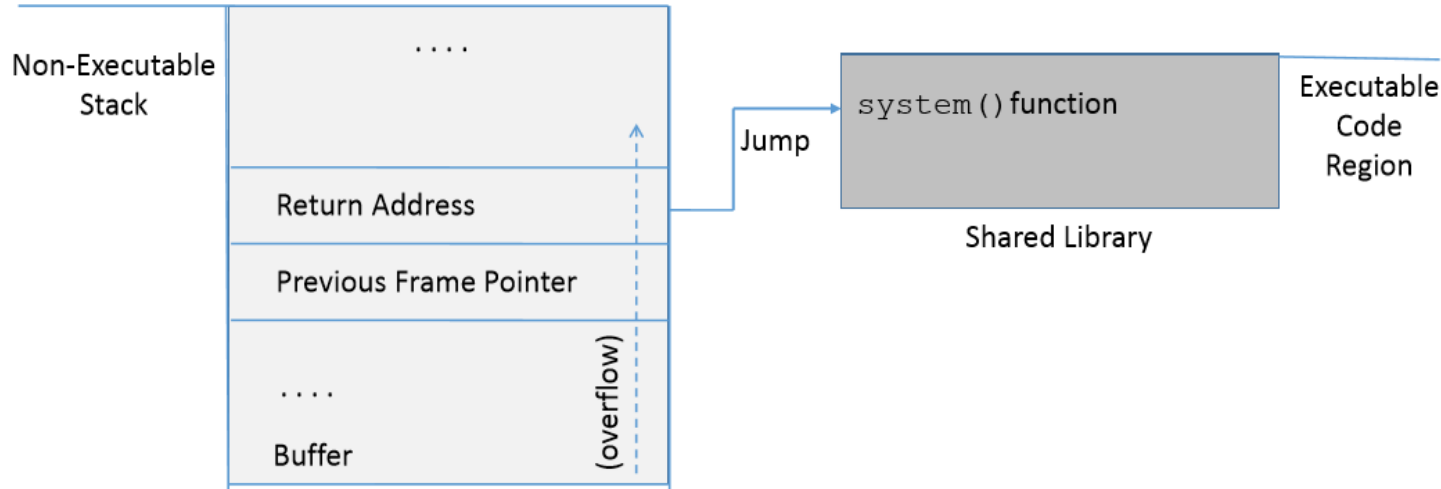 Non-Executable
Stack
....
Return Address
Previous Frame Pointer
....
Buffer
(overflow)
Jump
system() function
Shared Library
Executable
Code
Region